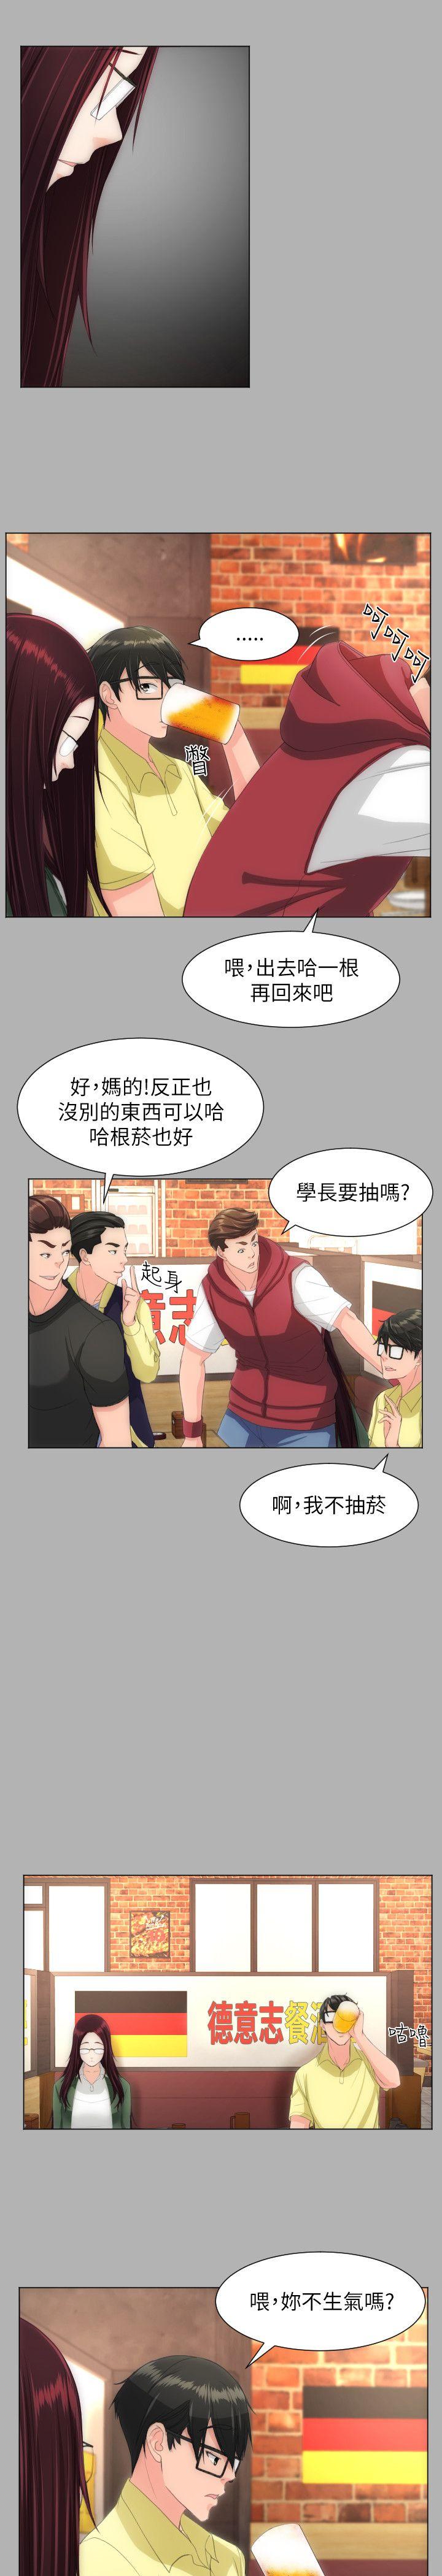 .....
呵呵呵
瞥
喂，出去哈一根
再回來吧
好，媽的!反正也
沒別的東西可以哈
哈根菸也好
學長要抽嗎?
起身
意志
啊，我不抽菸
德意志餐酒
咕嚕
喂，妳不生氣嗎?